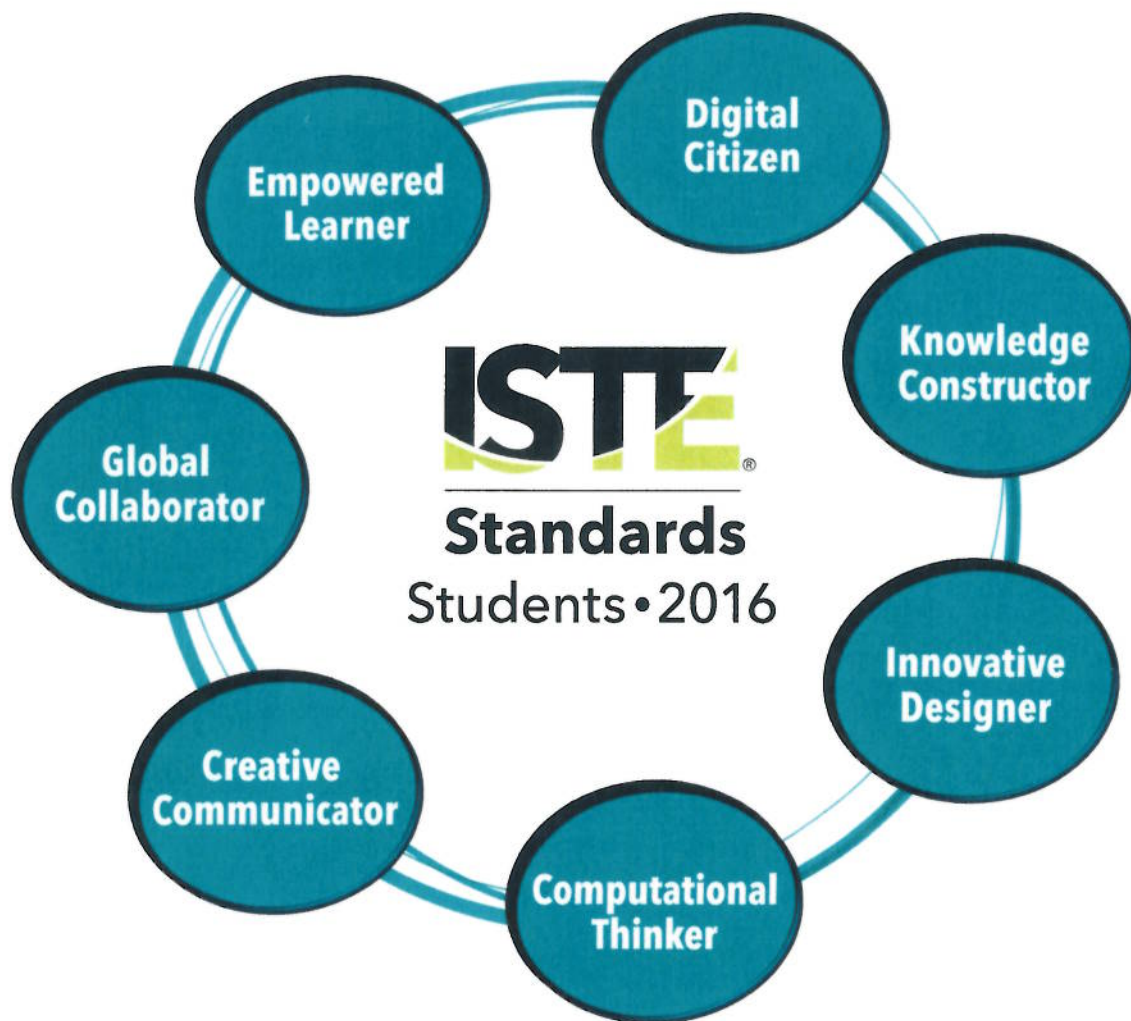 Digital
Citizen
Empowered
Learner
Knowledge
Constructor
ISTE®
Standards
Students • 2016
Global
Collaborator
Innovative
Designer
Creative
Communicator
Computational
Thinker